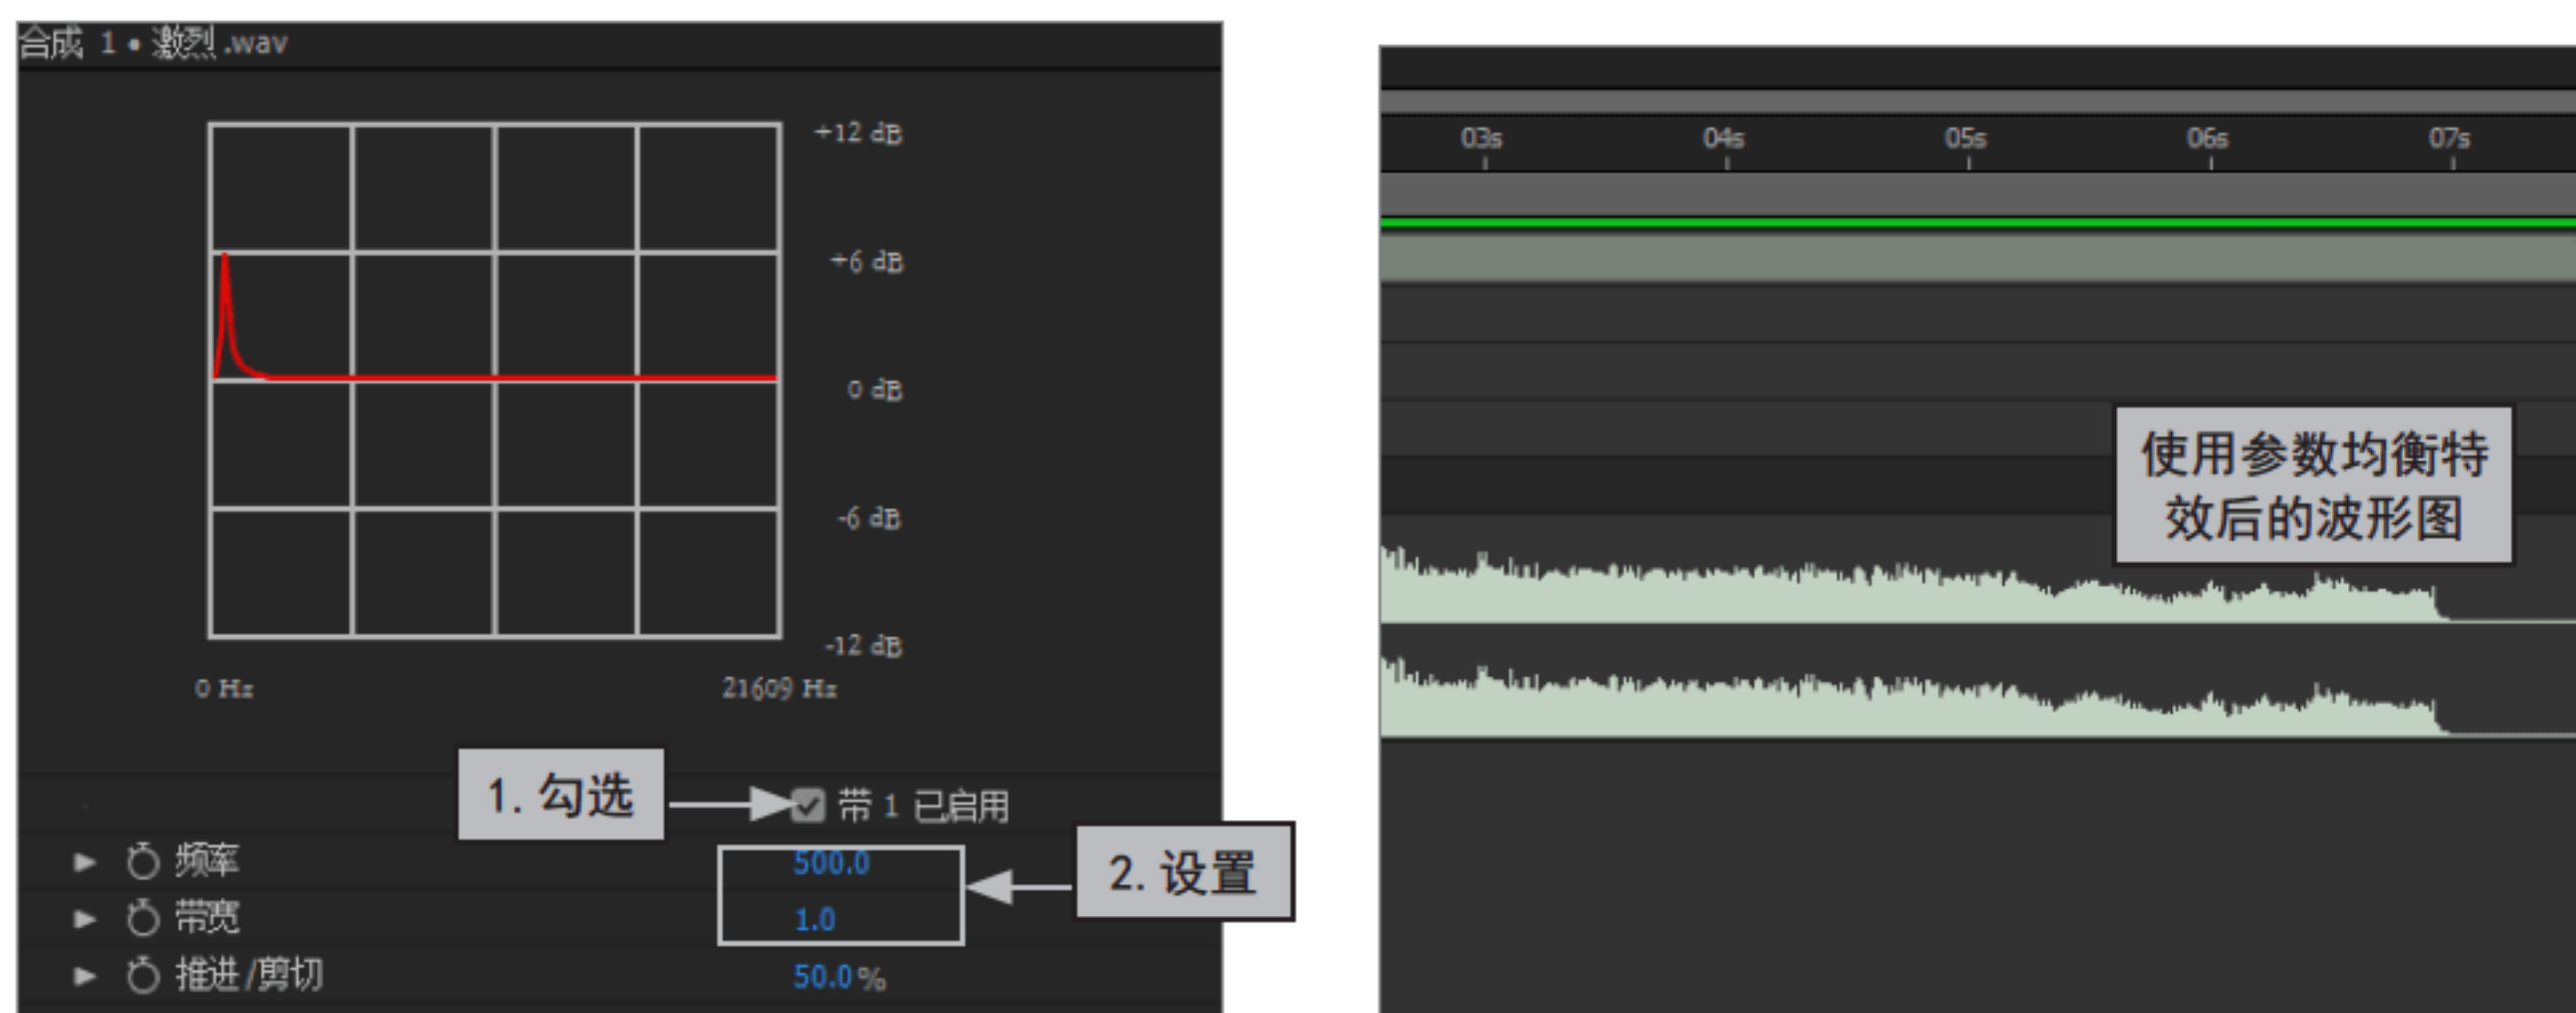 合成 1 • 激烈 .wav
+12 dB
+6 dB
0 dB
-6 dB
-12 dB
0 Hz
21609 Hz
1. 勾选
带 1 已启用
频率
500.0
2. 设置
带宽
1.0
推进/剪切
50.0%
03s
04s
05s
06s
07s
使用参数均衡特
效后的波形图